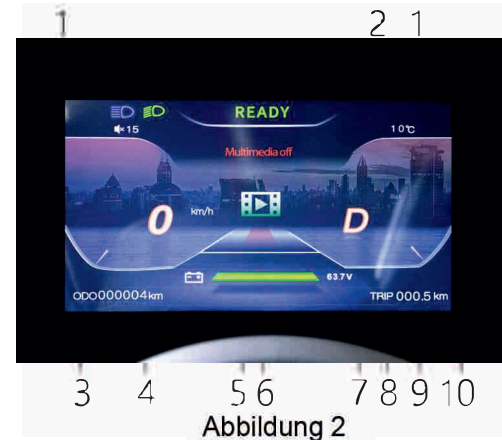 1 2 1
READY
15 10℃
Multimedia off
0 km/h D
63.7V
ODO000004km TRIP 000.5 km
3 4 5 6 7 8 9 10
Abbildung 2